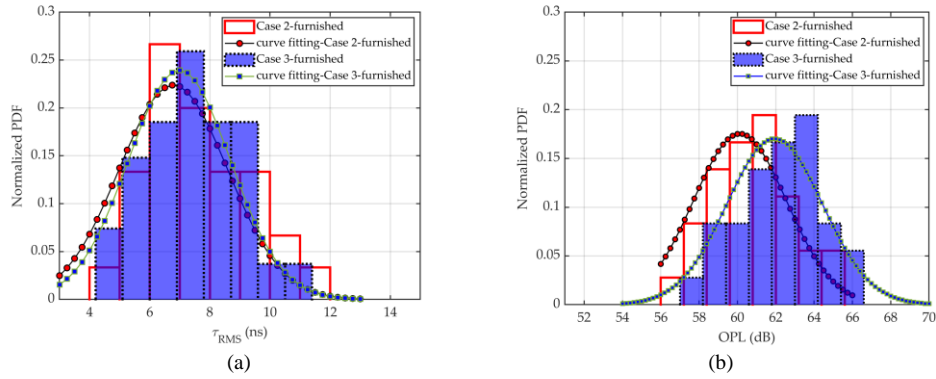 0.3
0.25
0.2
0.15
0.1
0.05
0
Normalized PDF
Case 2-furnished
curve fitting-Case 2-furnished
Case 3-furnished
curve fitting-Case 3-furnished
4 6 8 10 12 14
τRMS (ns)
(a)
0.3
0.25
0.2
0.15
0.1
0.05
0
Normalized PDF
Case 2-furnished
curve fitting-Case 2-furnished
Case 3-furnished
curve fitting-Case 3-furnished
52 54 56 58 60 62 64 66 68 70
OPL (dB)
(b)